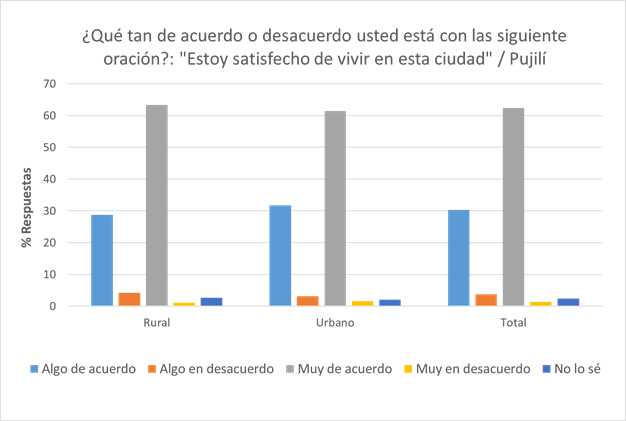 ¿Qué tan de acuerdo o desacuerdo usted está con las siguiente
oración?: "Estoy satisfecho de vivir en esta ciudad" / Pujilí
70
60
50
40
30
20
10
0
% Respuestas
Rural Urbano Total
Algo de acuerdo Algo en desacuerdo Muy de acuerdo Muy en desacuerdo No lo sé